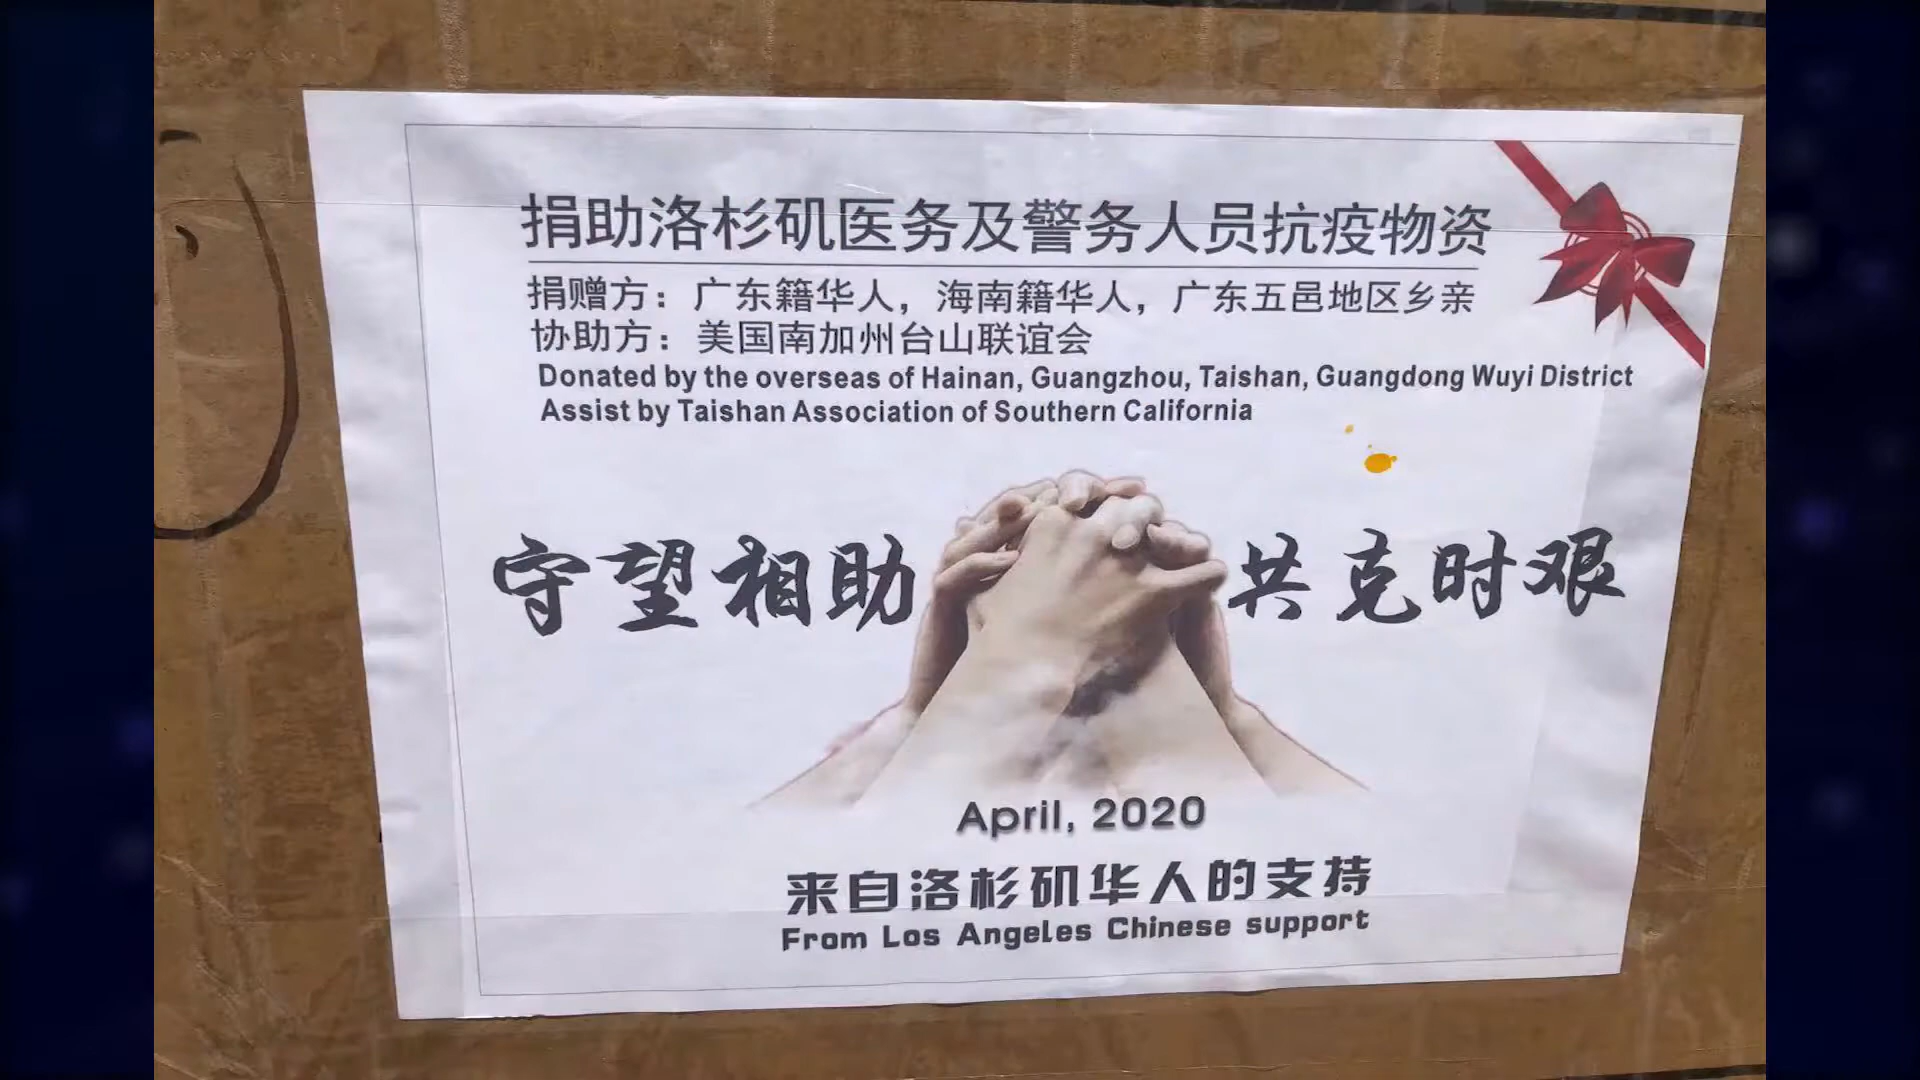 捐助洛杉矶医务及警务人员抗疫物资
捐赠方：广东籍华人，海南籍华人，广东五邑地区乡亲
协助方：美国南加州台山联谊会
Donated by the overseas of Hainan, Guangzhou, Taishan, Guangdong Wuyi District
Assist by Taishan Association of Southern California
守望相助 共克时艰
April, 2020
来自洛杉矶华人的支持
From Los Angeles Chinese support